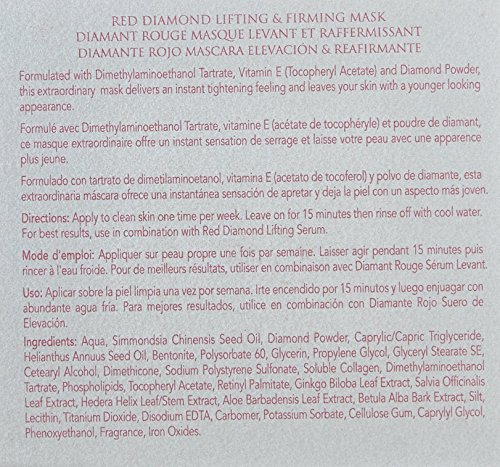 RED DIAMOND LIFTING & FIRMING MASK
DIAMANT ROUGE MASQUE LEVANT ET RAFFERMISSANT
DIAMANTE ROJO MASCARA ELEVACIÓN & REAFIRMANTE
Formulated with Dimethylaminoethanol Tartrate, Vitamin E (Tocopheryl Acetate) and Diamond Powder,
this extraordinary mask delivers an instant tightening feeling and leaves your skin with a younger looking
appearance.
Formulé avec Dimethylaminoethanol Tartrate, vitamine E (acétate de tocophéryle) et poudre de diamant,
ce masque extraordinaire offre un instant sensation de serrage et laisse votre peau avec une apparence
plus jeune.
Formulado con tartrato de dimetilaminoetanol, vitamina E (acetato de tocoferol) y polvo de diamante, esta
extraordinaria máscara ofrece una instantánea sensación de apretar y deja la piel con un aspecto más joven.
Directions: Apply to clean skin one time per week. Leave on for 15 minutes then rinse off with cool water.
For best results, use in combination with Red Diamond Lifting Serum.
Mode d'emploi: Appliquer sur peau propre une fois par semaine. Laisser agir pendant 15 minutes puis
rincer à l'eau froide. Pour de meilleurs résultats, utiliser en combinaison avec Diamant Rouge Sérum Levant.
Uso: Aplicar sobre la piel limpia una vez por semana. Irte encendido por 15 minutos y luego enjuagar con
abundante agua fría. Para mejores resultados, utilice en combinación con Diamante Rojo Suero de
Elevación.
Ingredients: Aqua, Simmondsia Chinensis Seed Oil, Diamond Powder, Caprylic/Capric Triglyceride,
Helianthus Annuus Seed Oil, Bentonite, Polysorbate 60, Glycerin, Propylene Glycol, Glyceryl Stearate SE,
Cetearyl Alcohol, Dimethicone, Sodium Polystyrene Sulfonate, Soluble Collagen, Dimethylaminoethanol
Tartrate, Phospholipids, Tocopheryl Acetate, Retinyl Palmitate, Ginkgo Biloba Leaf Extract, Salvia Officinalis
Leaf Extract, Hedera Helix Leaf/Stem Extract, Aloe Barbadensis Leaf Extract, Betula Alba Bark Extract, Silt,
Lecithin, Titanium Dioxide, Disodium EDTA, Carbomer, Potassium Sorbate, Cellulose Gum, Caprylyl Glycol,
Phenoxyethanol, Fragrance, Iron Oxides.